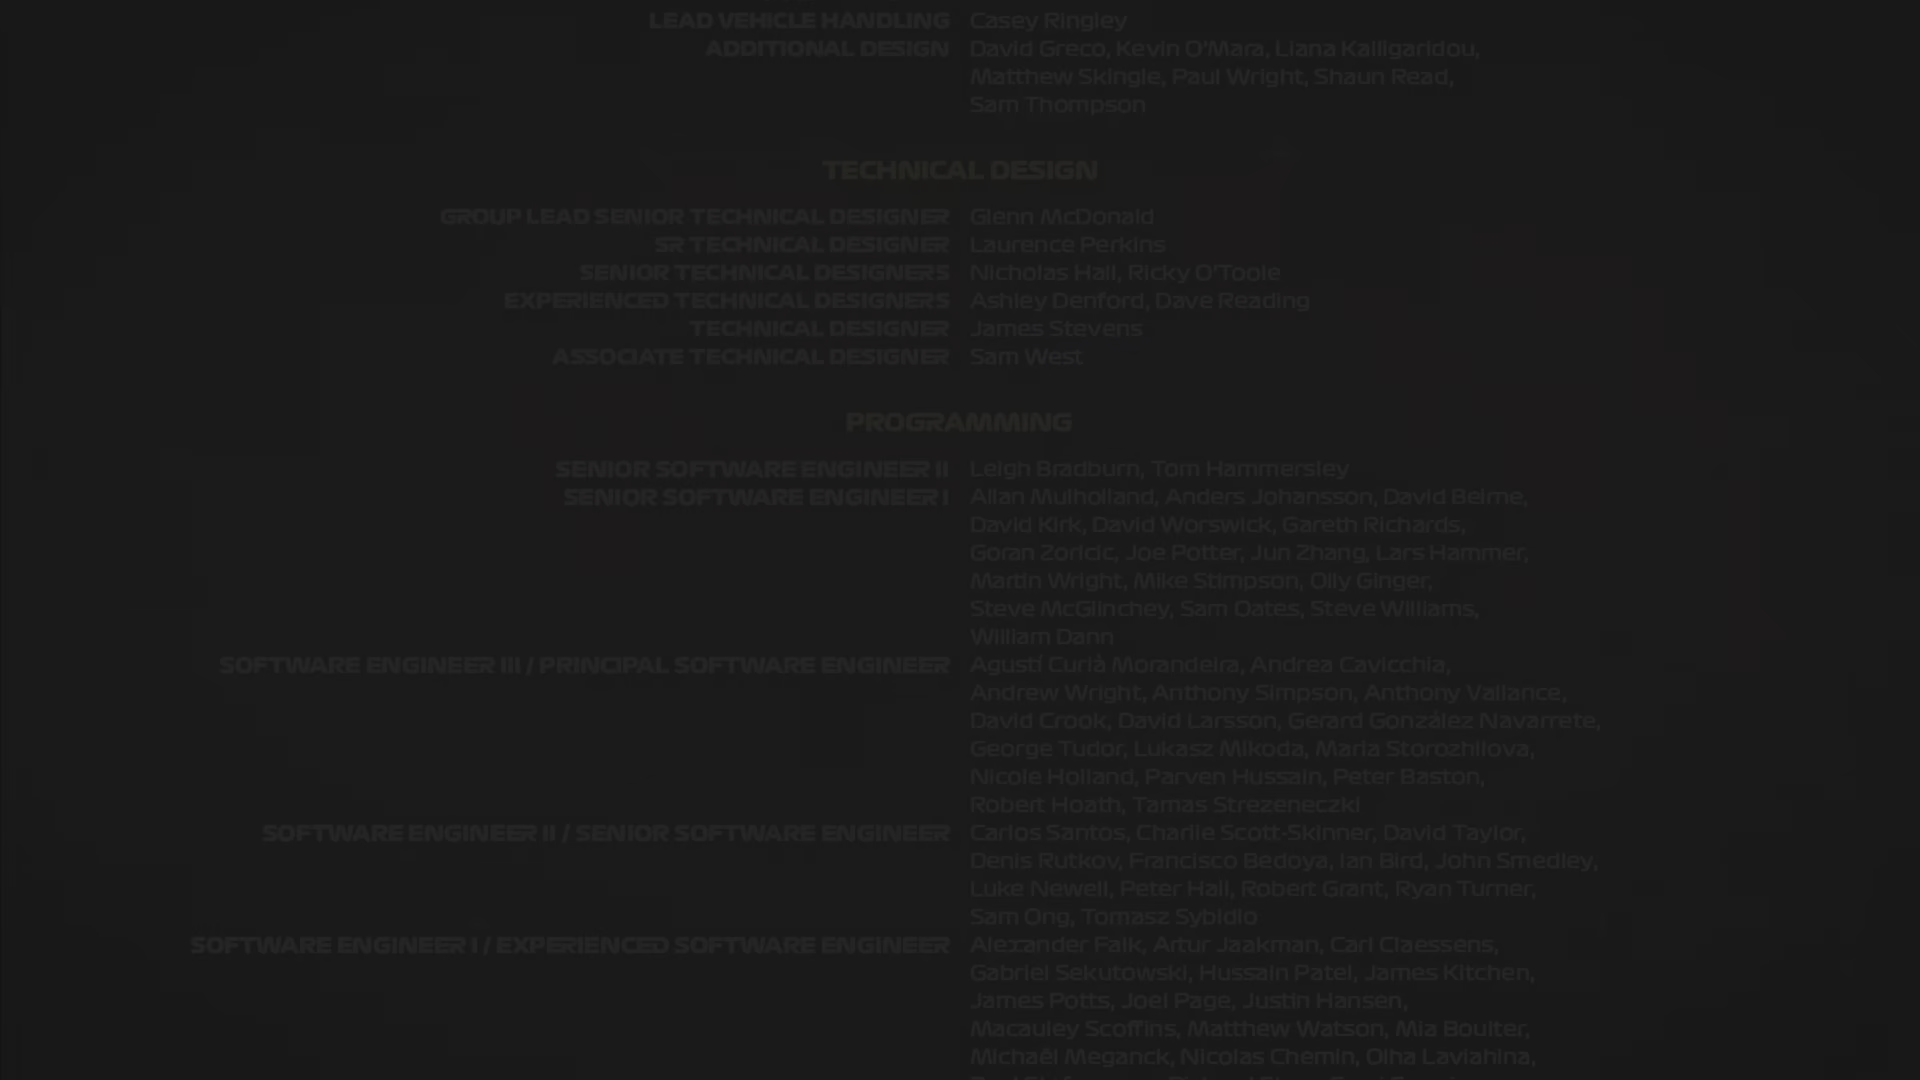 LEAD VEHICLE HANDLING Casey Ringley
ADDITIONAL DESIGN David Greco, Kevin O'Mara, Liana Kalligaridou,
Matthew Skingle, Paul Wright, Shaun Read,
Sam Thompson
TECHNICAL DESIGN
GROUP LEAD SENIOR TECHNICAL DESIGNER Glenn McDonald
SR TECHNICAL DESIGNER Laurence Perkins
SENIOR TECHNICAL DESIGNERS Nicholas Hall, Ricky O'Toole
EXPERIENCED TECHNICAL DESIGNERS Ashley Denford, Dave Reading
TECHNICAL DESIGNER James Stevens
ASSOCIATE TECHNICAL DESIGNER Sam West
PROGRAMMING
SENIOR SOFTWARE ENGINEER II Leigh Bradburn, Tom Hammersley
SENIOR SOFTWARE ENGINEER I Allan Mulholland, Anders Johansson, David Beirne,
David Kirk, David Worswick, Gareth Richards,
Goran Zoricic, Joe Potter, Jun Zhang, Lars Hammer,
Martin Wright, Mike Stimpson, Olly Ginger,
Steve McGlinchey, Sam Oates, Steve Williams,
William Dann
SOFTWARE ENGINEER III / PRINCIPAL SOFTWARE ENGINEER Agustí Curià Morandeira, Andrea Cavicchia,
Andrew Wright, Anthony Simpson, Anthony Vallance,
David Crook, David Larsson, Gerard González Navarrete,
George Tudor, Lukasz Mikoda, Maria Storozhilova,
Nicole Holland, Parven Hussain, Peter Baston,
Robert Hoath, Tamas Strezeneczki
SOFTWARE ENGINEER II / SENIOR SOFTWARE ENGINEER Carlos Santos, Charlie Scott-Skinner, David Taylor,
Denis Rutkov, Francisco Bedoya, Ian Bird, John Smedley,
Luke Newell, Peter Hall, Robert Grant, Ryan Turner,
Sam Ong, Tomasz Sybidlo
SOFTWARE ENGINEER I / EXPERIENCED SOFTWARE ENGINEER Alexander Falk, Artur Jaakman, Carl Claessens,
Gabriel Sekutowski, Hussain Patel, James Kitchen,
James Potts, Joel Page, Justin Hansen,
Macauley Scoffins, Matthew Watson, Mia Boulter,
Michaël Meganck, Nicolas Chemin, Olha Laviahina,